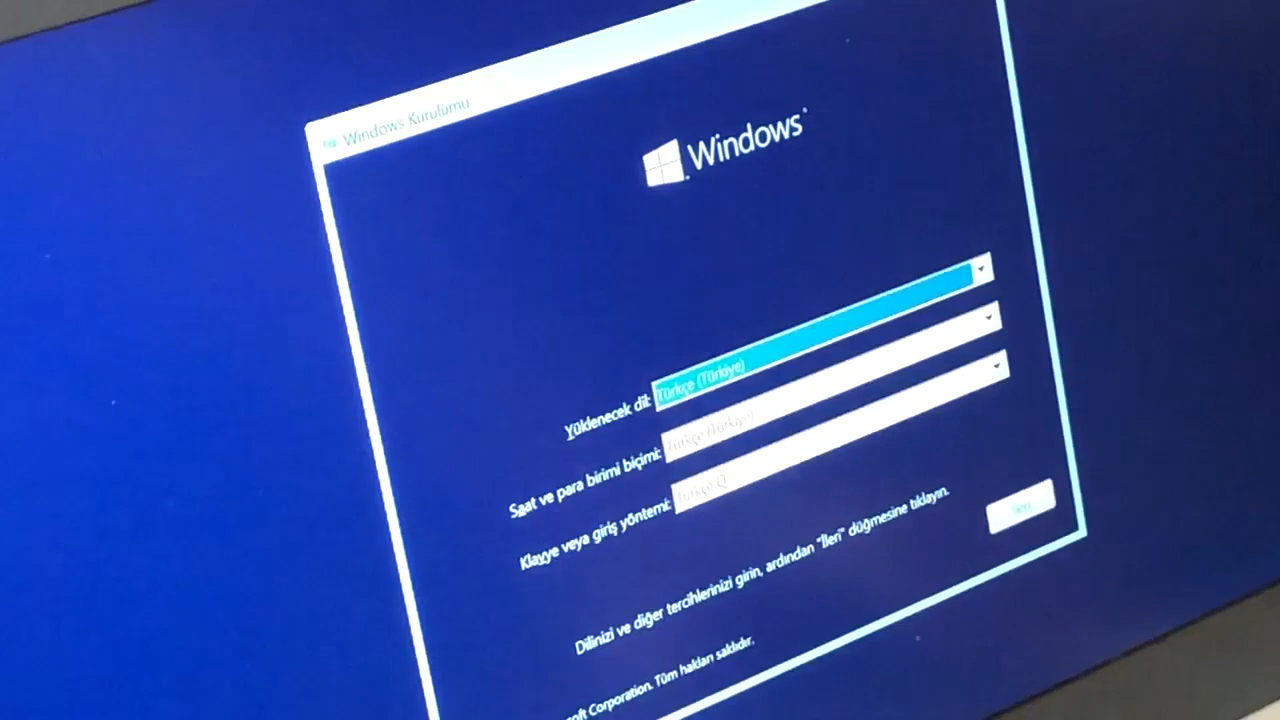 Windows Kurulumu
Windows
Yüklenecek dil: Türkçe (Türkiye)
Saat ve para birimi biçimi: Türkçe (Türkiye)
Klavye veya giriş yöntemi: Türkçe Q
Dilinizi ve diğer tercihlerinizi girin, ardından "İleri" düğmesine tıklayın.
İleri
Corporation. Tüm hakları saklıdır.